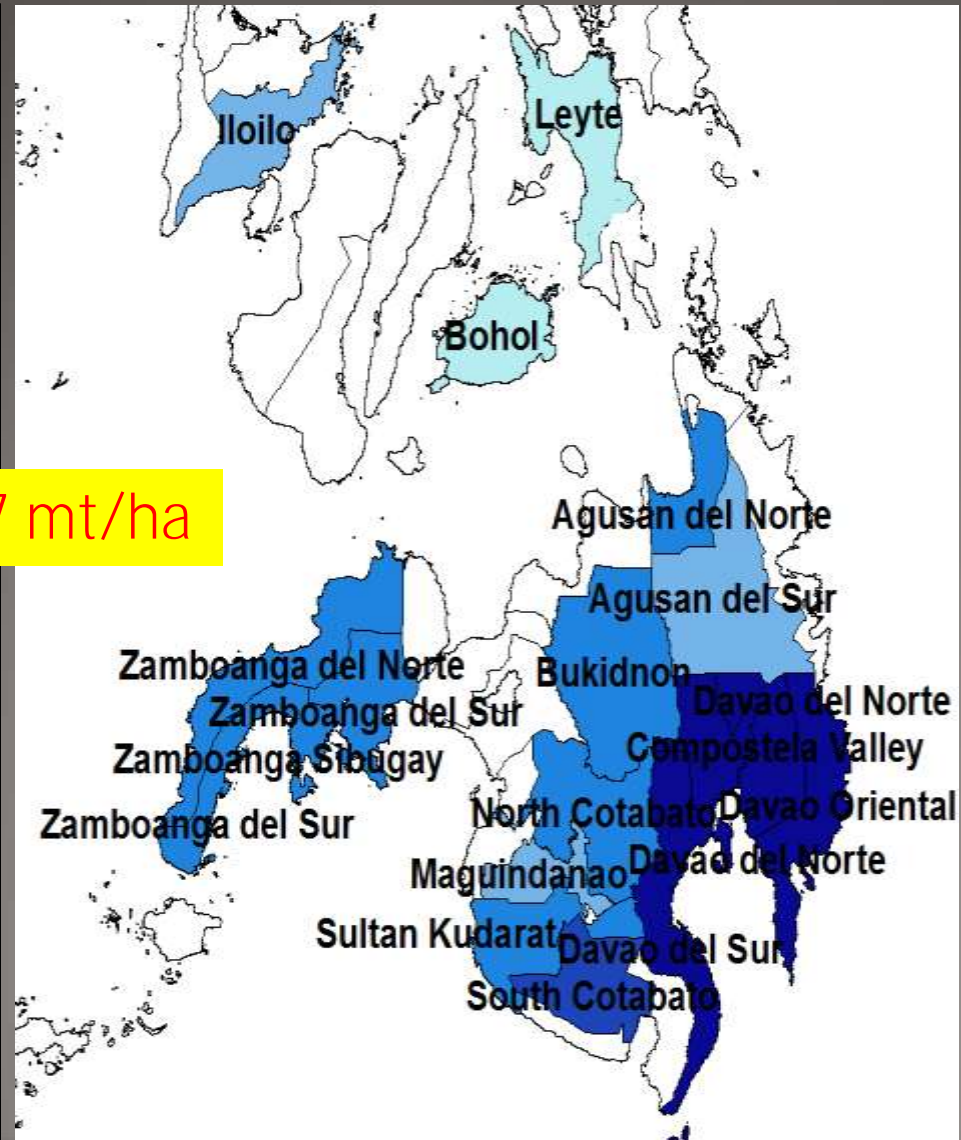 Iloilo
Leyte
Bohol
7 mt/ha
Agusan del Norte
Agusan del Sur
Zamboanga del Norte
Bukidnon
Davao del Norte
Zamboanga del Sur
Compostela Valley
Zamboanga Sibugay
North Cotabato
Davao Oriental
Zamboanga del Sur
Davao del Norte
Maguindanao
Sultan Kudarat
Davao del Sur
South Cotabato